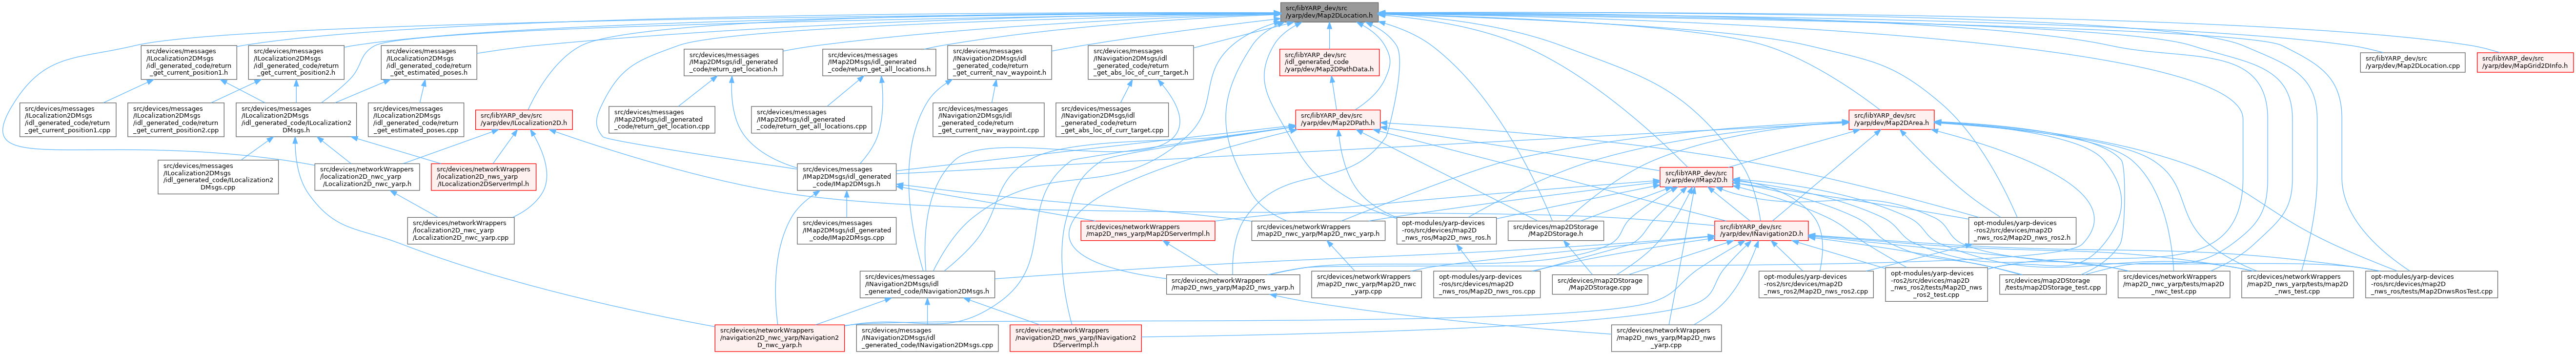 src/libYARP_dev/src
/yarp/dev/Map2DLocation.h
src/devices/messages
/ILocalization2DMsgs
/idl_generated_code/return
_get_current_position1.h
src/devices/messages
/ILocalization2DMsgs
/idl_generated_code/return
_get_current_position2.h
src/devices/messages
/ILocalization2DMsgs
/idl_generated_code/return
_get_estimated_poses.h
src/devices/messages
/IMap2DMsgs/idl_generated
_code/return_get_location.h
src/devices/messages
/IMap2DMsgs/idl_generated
_code/return_get_all_locations.h
src/devices/messages
/INavigation2DMsgs/idl
_generated_code/return
_get_current_nav_waypoint.h
src/devices/messages
/INavigation2DMsgs/idl
_generated_code/return
_get_abs_loc_of_curr_target.h
src/libYARP_dev/src
/idl_generated_code
/yarp/dev/Map2DPathData.h
src/libYARP_dev/src
/yarp/dev/Map2DLocation.cpp
src/libYARP_dev/src
/yarp/dev/MapGrid2DInfo.h
src/devices/messages
/ILocalization2DMsgs
/idl_generated_code/return
_get_current_position1.cpp
src/devices/messages
/ILocalization2DMsgs
/idl_generated_code/return
_get_current_position2.cpp
src/devices/messages
/ILocalization2DMsgs
/idl_generated_code/ILocalization2
DMsgs.h
src/devices/messages
/ILocalization2DMsgs
/idl_generated_code/return
_get_estimated_poses.cpp
src/libYARP_dev/src
/yarp/dev/ILocalization2D.h
src/devices/messages
/IMap2DMsgs/idl_generated
_code/return_get_location.cpp
src/devices/messages
/IMap2DMsgs/idl_generated
_code/return_get_all_locations.cpp
src/devices/messages
/INavigation2DMsgs/idl
_generated_code/return
_get_current_nav_waypoint.cpp
src/devices/messages
/INavigation2DMsgs/idl
_generated_code/return
_get_abs_loc_of_curr_target.cpp
src/libYARP_dev/src
/yarp/dev/Map2DPath.h
src/libYARP_dev/src
/yarp/dev/Map2DArea.h
src/devices/messages
/ILocalization2DMsgs
/idl_generated_code/ILocalization2
DMsgs.cpp
src/devices/networkWrappers
/localization2D_nwc_yarp
/Localization2D_nwc_yarp.h
src/devices/networkWrappers
/localization2D_nws_yarp
/ILocalization2DServerImpl.h
src/devices/messages
/IMap2DMsgs/idl_generated
_code/IMap2DMsgs.h
src/libYARP_dev/src
/yarp/dev/IMap2D.h
src/devices/networkWrappers
/localization2D_nwc_yarp
/Localization2D_nwc_yarp.cpp
src/devices/messages
/IMap2DMsgs/idl_generated
_code/IMap2DMsgs.cpp
src/devices/networkWrappers
/map2D_nws_yarp/Map2DServerImpl.h
src/devices/networkWrappers
/map2D_nwc_yarp/Map2D_nwc_yarp.h
opt-modules/yarp-devices
-ros/src/devices/map2D
_nws_ros/Map2D_nws_ros.h
src/devices/map2DStorage
/Map2DStorage.h
src/libYARP_dev/src
/yarp/dev/INavigation2D.h
opt-modules/yarp-devices
-ros2/src/devices/map2D
_nws_ros2/Map2D_nws_ros2.h
src/devices/messages
/INavigation2DMsgs/idl
_generated_code/INavigation2DMsgs.h
src/devices/networkWrappers
/map2D_nws_yarp/Map2D_nws_yarp.h
src/devices/networkWrappers
/map2D_nwc_yarp/Map2D_nwc
_yarp.cpp
opt-modules/yarp-devices
-ros/src/devices/map2D
_nws_ros/Map2D_nws_ros.cpp
src/devices/map2DStorage
/Map2DStorage.cpp
opt-modules/yarp-devices
-ros2/src/devices/map2D
_nws_ros2/Map2D_nws_ros2.cpp
opt-modules/yarp-devices
-ros2/src/devices/map2D
_nws_ros2/tests/Map2D_nws
_ros2_test.cpp
src/devices/map2DStorage
/tests/map2DStorage_test.cpp
src/devices/networkWrappers
/map2D_nwc_yarp/tests/map2D
_nwc_test.cpp
src/devices/networkWrappers
/map2D_nws_yarp/tests/map2D
_nws_test.cpp
opt-modules/yarp-devices
-ros/src/devices/map2D
_nws_ros/tests/Map2DnwsRosTest.cpp
src/devices/networkWrappers
/navigation2D_nwc_yarp/Navigation2
D_nwc_yarp.h
src/devices/messages
/INavigation2DMsgs/idl
_generated_code/INavigation2DMsgs.cpp
src/devices/networkWrappers
/navigation2D_nws_yarp/INavigation2
DServerImpl.h
src/devices/networkWrappers
/map2D_nws_yarp/Map2D_nws
_yarp.cpp